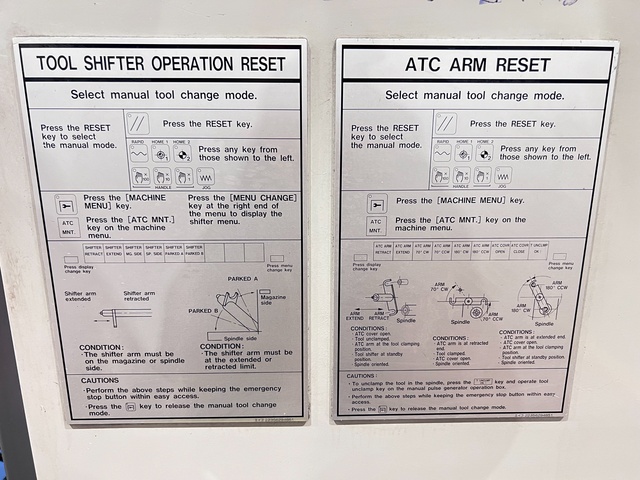 TOOL SHIFTER OPERATION RESET
Select manual tool change mode.
Press the RESET
key to select
the manual mode.
Press the RESET key.
RAPID HOME 1 HOME 2
Press any key from
those shown to the left.
×100 ×10 ×1
HANDLE JOG
Press the [MACHINE
MENU] key.
ATC
MNT.
Press the [ATC MNT.]
key on the machine
menu.
Press the [MENU CHANGE]
key at the right end of
the menu to display the
shifter menu.
SHIFTER RETRACT
SHIFTER EXTEND
SHIFTER MG. SIDE
SHIFTER SP. SIDE
SHIFTER PARKED A
SHIFTER PARKED B
Press display
change key
Press menu
change key
Shifter arm
extended
Shifter arm
retracted
PARKED A
Magazine
side
PARKED B
Spindle side
CONDITION:
·The shifter arm must be
on the magazine or spindle
side.
CONDITION:
·The shifter arm must be
at the extended or
retracted limit.
CAUTIONS
·Perform the above steps while keeping the emergency
stop button within easy access.
·Press the key to release the manual tool change
mode.
ATC ARM RESET
Select manual tool change mode.
Press the RESET
key to select
the manual mode.
Press the RESET key.
RAPID HOME 1 HOME 2
Press any key from
those shown to the left.
×100 ×10 ×1
HANDLE JOG
Press the [MACHINE MENU] key.
ATC
MNT.
Press the [ATC MNT.] key on the
machine menu.
ATC ARM RETRACT
ATC ARM EXTEND
ATC ARM 70° CW
ATC ARM 70° CCW
ATC ARM 180° CW
ATC ARM 180° CCW
ATC COVR OPEN
ATC COVR CLOSE
T UNCLMP ON
Press display
change key
Press menu
change key
ARM
EXTEND
ARM
RETRACT
Spindle
ARM
70° CCW
ARM
70° CW
Spindle
ARM
180° CCW
ARM
180° CW
Spindle
CONDITIONS:
·ATC cover open.
·Tool unclamped.
·ATC arm at the tool clamping
position.
·Tool shifter at standby
position.
·Spindle oriented.
CONDITIONS:
·ATC arm at retracted
end.
·Tool clamped.
·ATC cover open.
·Spindle oriented.
CONDITIONS:
·ATC arm is at extended end.
·ATC cover open.
·ATC arm at the tool clamping
position.
·Tool shifter at standby position.
·Spindle oriented.
CAUTIONS:
·To unclamp the tool in the spindle, press the key and operate tool
unclamp key on the manual pulse generator operation box.
·Perform the above steps while keeping the emergency stop button within easy
access.
·Press the key to release the manual tool change mode.